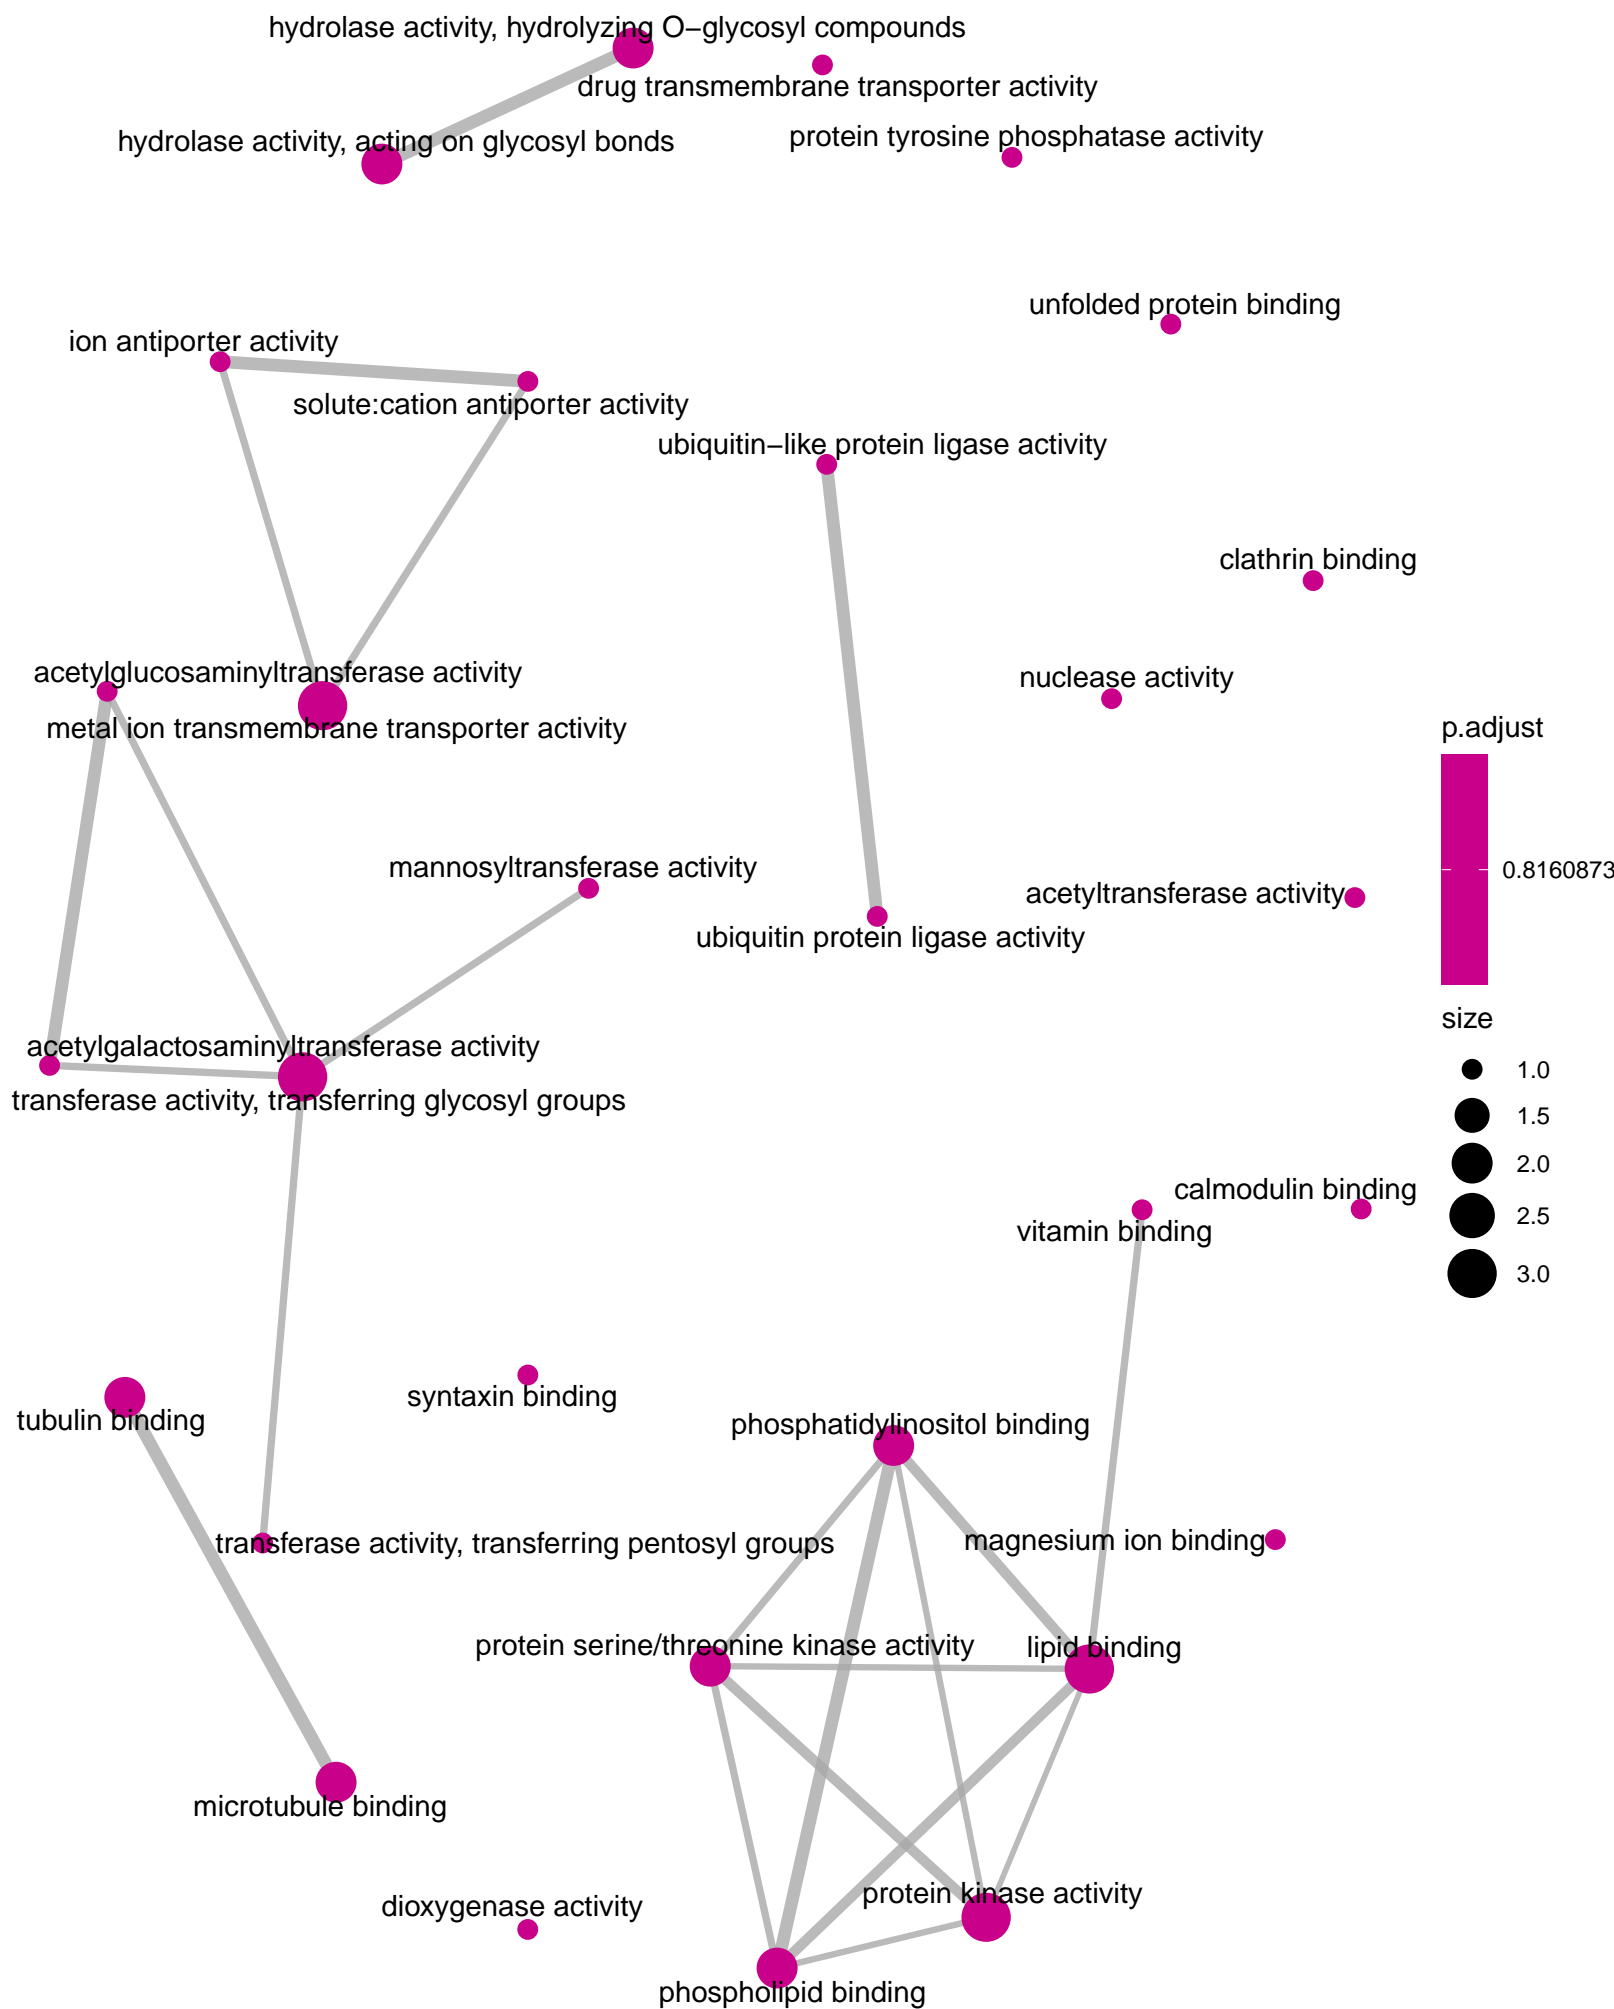 hydrolase activity, hydrolyzing O−glycosyl compounds
drug transmembrane transporter activity
hydrolase activity, acting on glycosyl bonds
protein tyrosine phosphatase activity
unfolded protein binding
ion antiporter activity
solute:cation antiporter activity
ubiquitin−like protein ligase activity
clathrin binding
acetylglucosaminyltransferase activity
nuclease activity
metal ion transmembrane transporter activity
p.adjust
mannosyltransferase activity
0.8160873
acetyltransferase activity
ubiquitin protein ligase activity
size
acetylgalactosaminyltransferase activity
1.0
transferase activity, transferring glycosyl groups
1.5
2.0
calmodulin binding
2.5
vitamin binding
3.0
syntaxin binding
tubulin binding
phosphatidylinositol binding
transferase activity, transferring pentosyl groups
magnesium ion binding
protein serine/threonine kinase activity
lipid binding
microtubule binding
protein kinase activity
dioxygenase activity
phospholipid binding